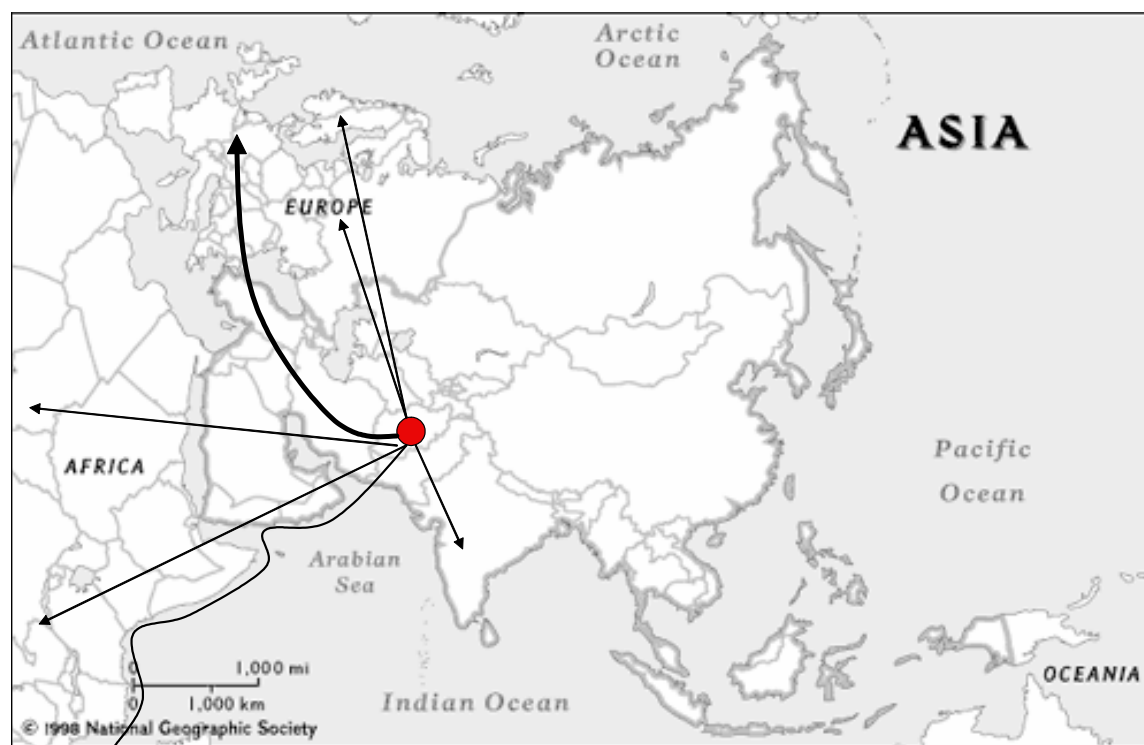 Atlantic Ocean
Arctic
Ocean
ASIA
EUROPE
AFRICA
Pacific
Ocean
Arabian
Sea
0 1,000 mi
0 1,000 km
Indian Ocean
OCEANIA
© 1998 National Geographic Society